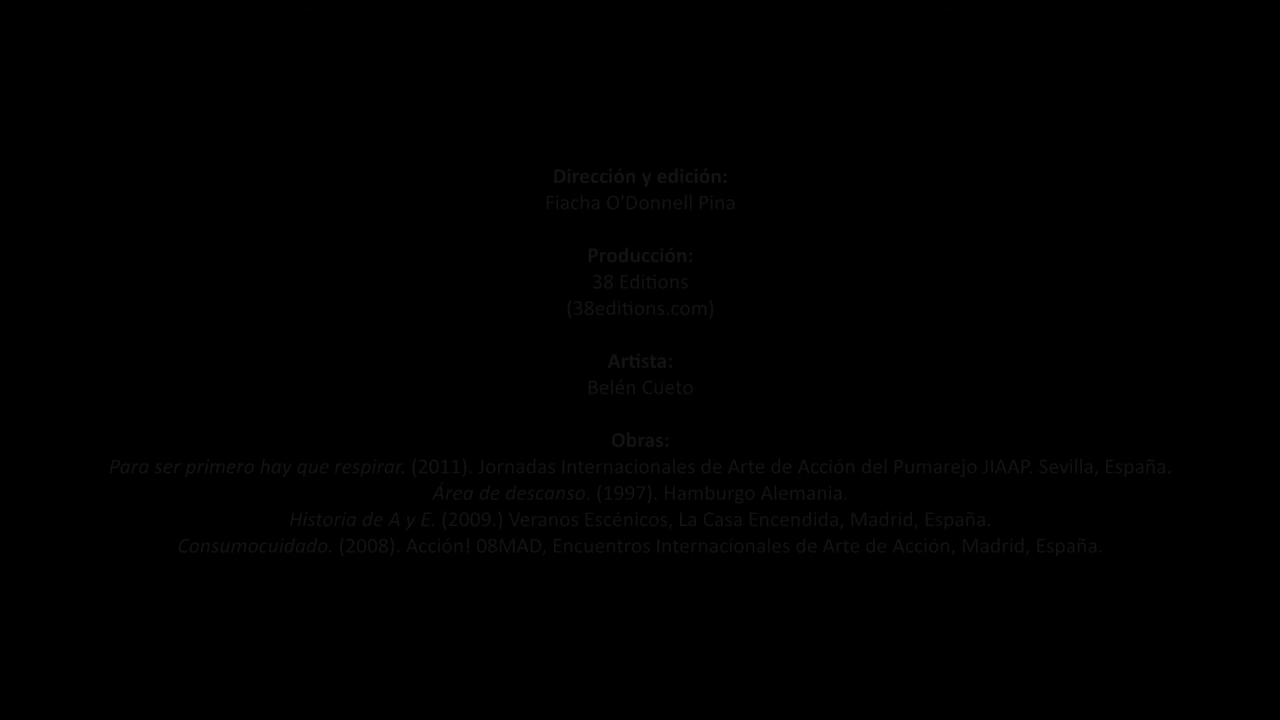 Dirección y edición:
Fiacha O'Donnell Pina
Producción:
38 Editions
(38editions.com)
Artista:
Belén Cueto
Obras:
Para ser primero hay que respirar. (2011). Jornadas Internacionales de Arte de Acción del Pumarejo JIAAP. Sevilla, España.
Área de descanso. (1997). Hamburgo Alemania.
Historia de A y E. (2009.) Veranos Escénicos, La Casa Encendida, Madrid, España.
Consumocuidado. (2008). Acción! 08MAD, Encuentros Internacionales de Arte de Acción, Madrid, España.